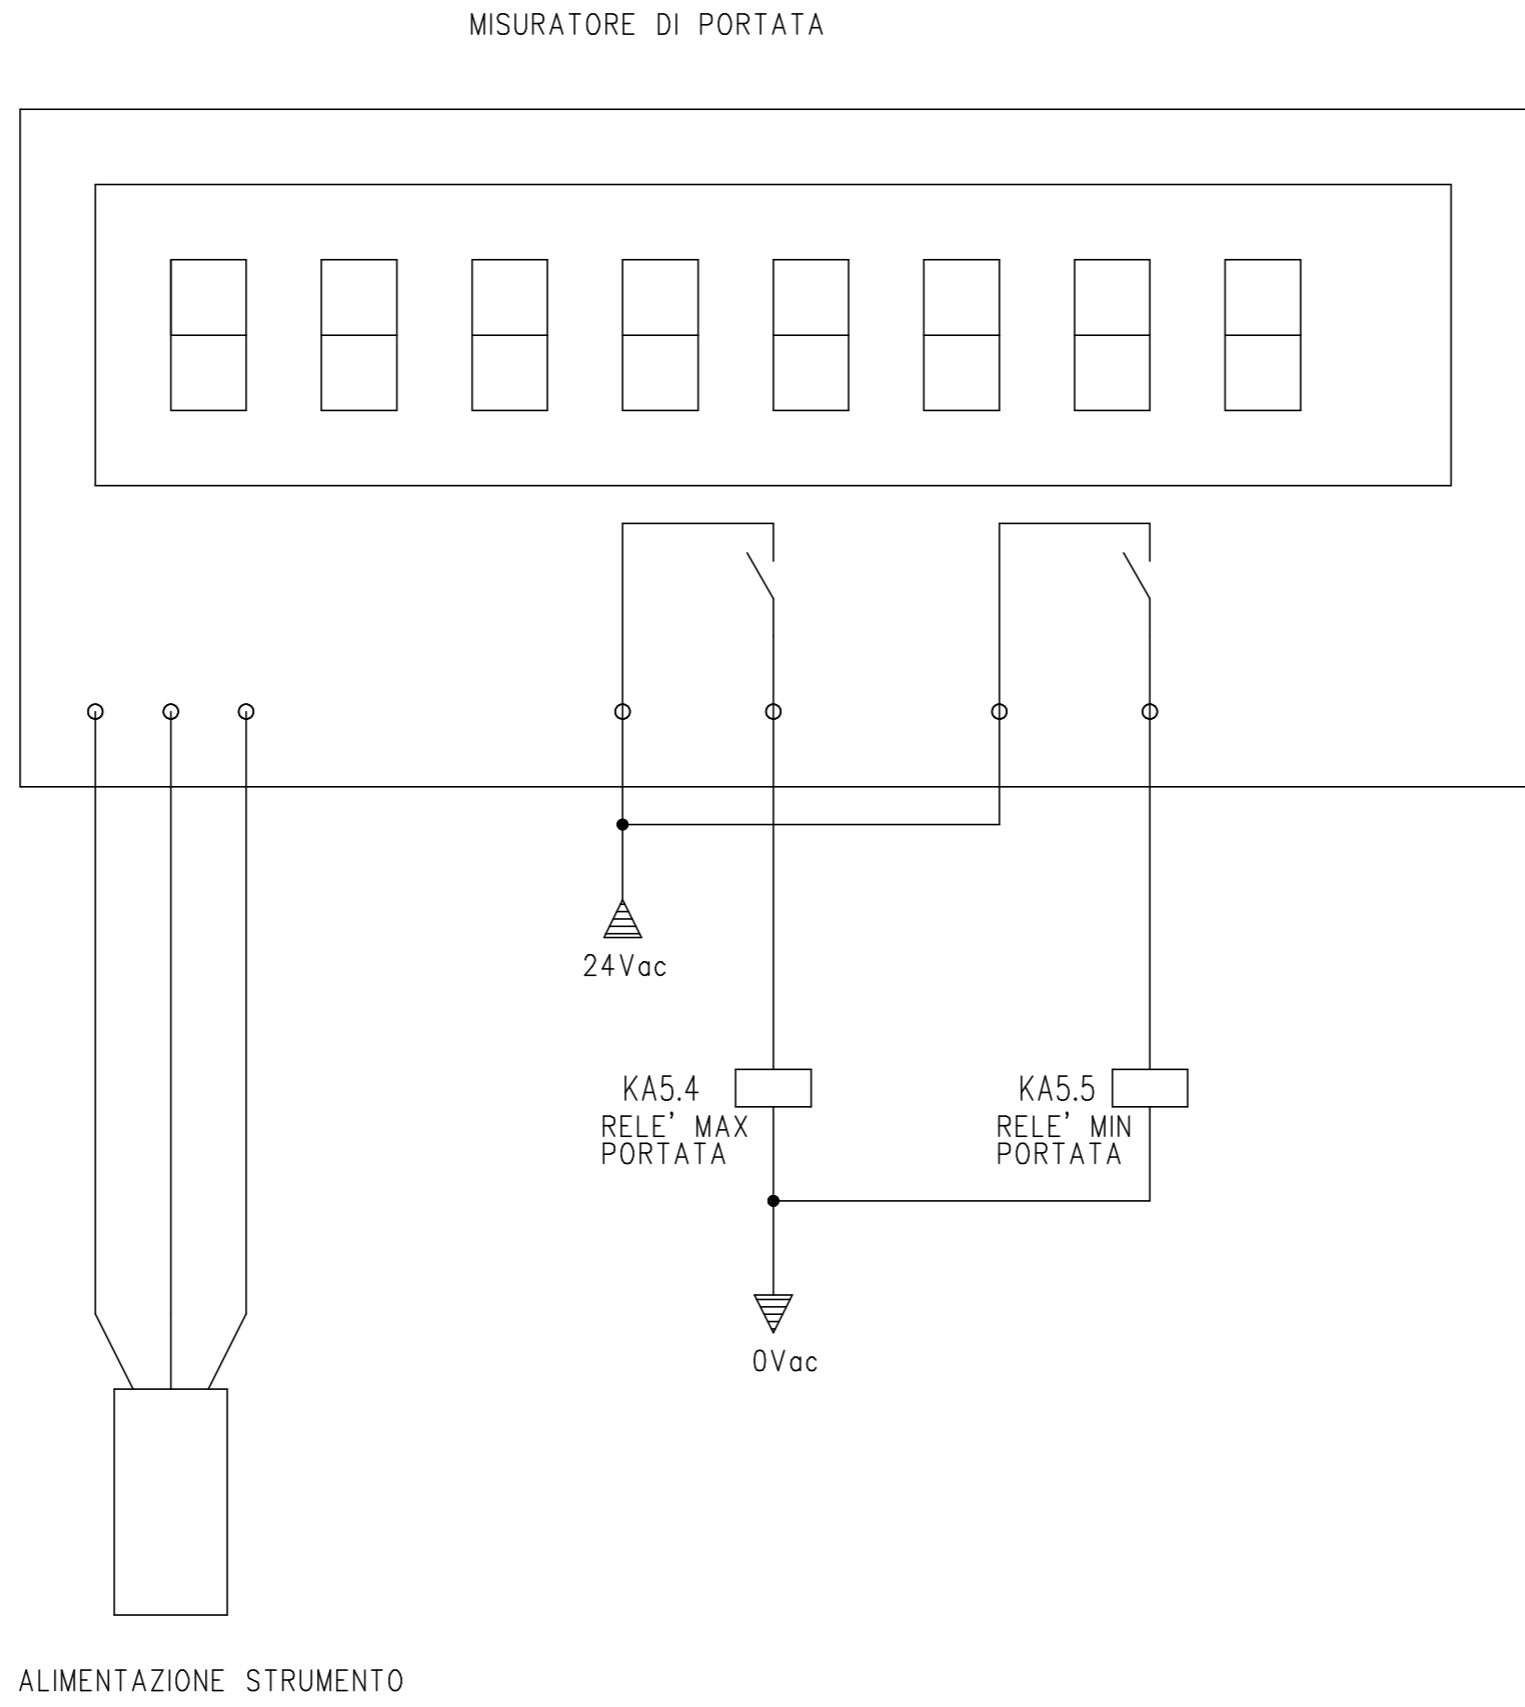 MISURATORE DI PORTATA
24Vac
KA5.4
RELE' MAX
PORTATA
KA5.5
RELE' MIN
PORTATA
0Vac
ALIMENTAZIONE STRUMENTO